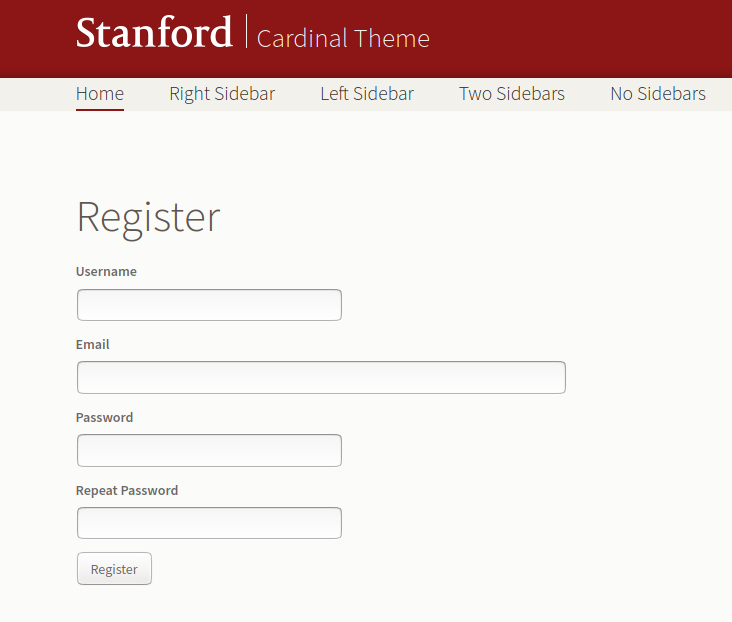 Stanford Cardinal Theme
Home Right Sidebar Left Sidebar Two Sidebars No Sidebars
Register
Username
Email
Password
Repeat Password
Register